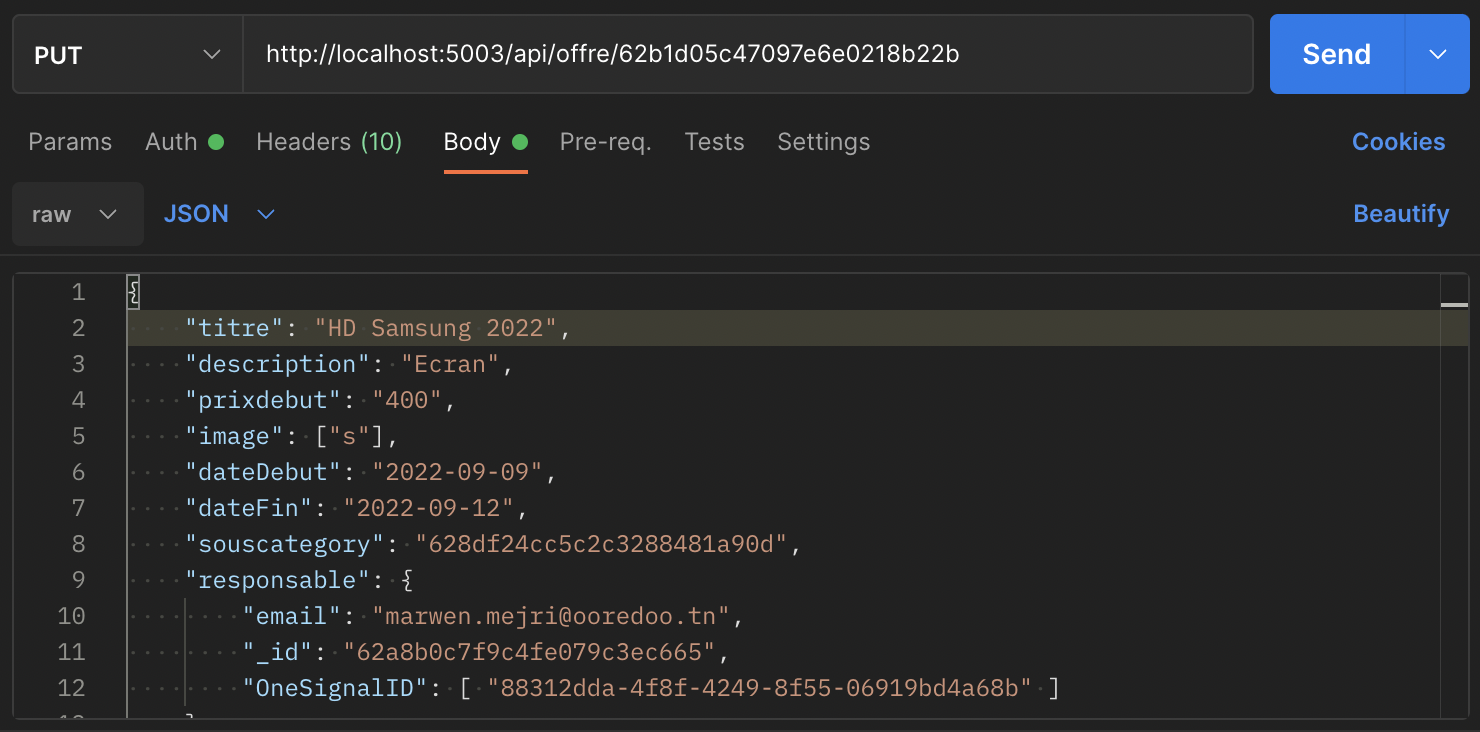 PUT http://localhost:5003/api/offre/62b1d05c47097e6e0218b22b Send
Params Auth Headers (10) Body Pre-req. Tests Settings Cookies
raw JSON Beautify
1 {
2 "titre": "HD Samsung 2022",
3 "description": "Ecran",
4 "prixdebut": "400",
5 "image": ["s"],
6 "dateDebut": "2022-09-09",
7 "dateFin": "2022-09-12",
8 "souscategory": "628df24cc5c2c3288481a90d",
9 "responsable": {
10 "email": "marwen.mejri@ooredoo.tn",
11 "_id": "62a8b0c7f9c4fe079c3ec665",
12 "OneSignalID": [ "88312dda-4f8f-4249-8f55-06919bd4a68b" ]